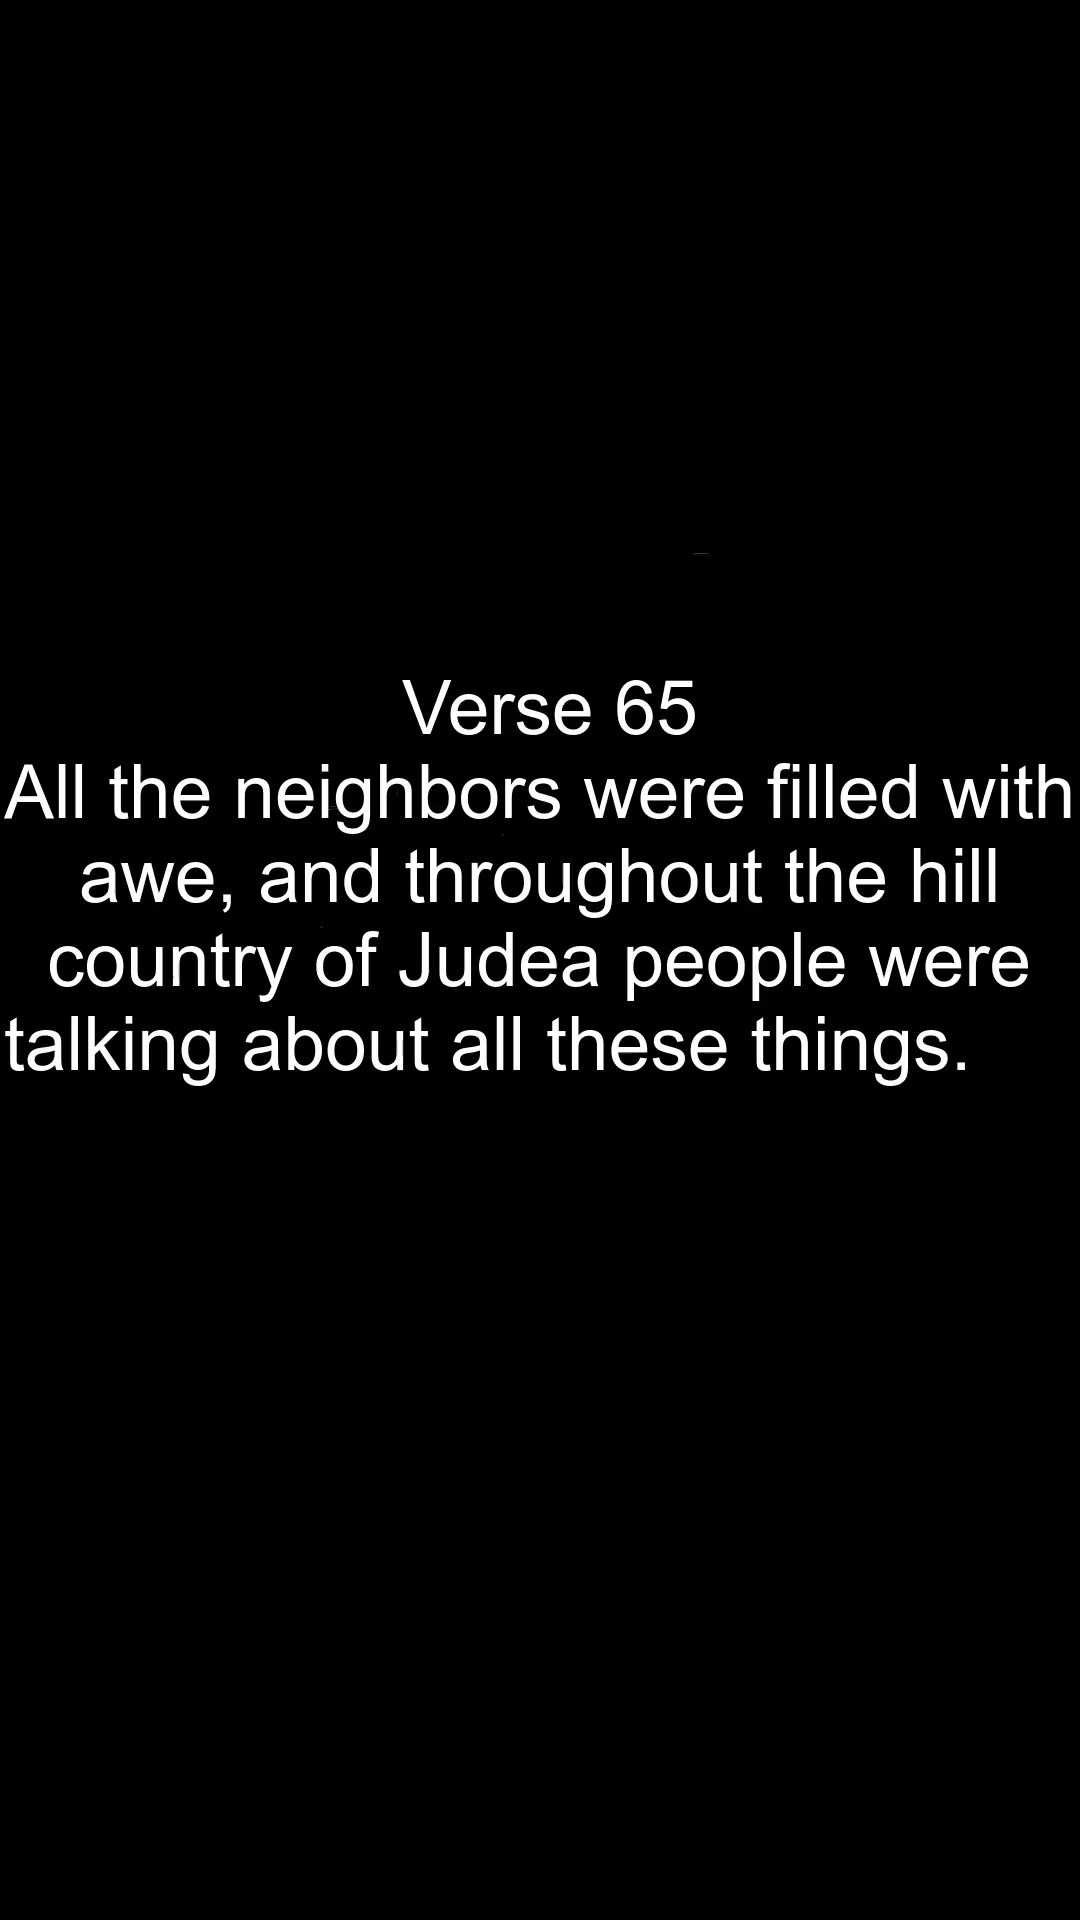 Verse 65
All the neighbors were filled with
awe, and throughout the hill
country of Judea people were
talking about all these things.